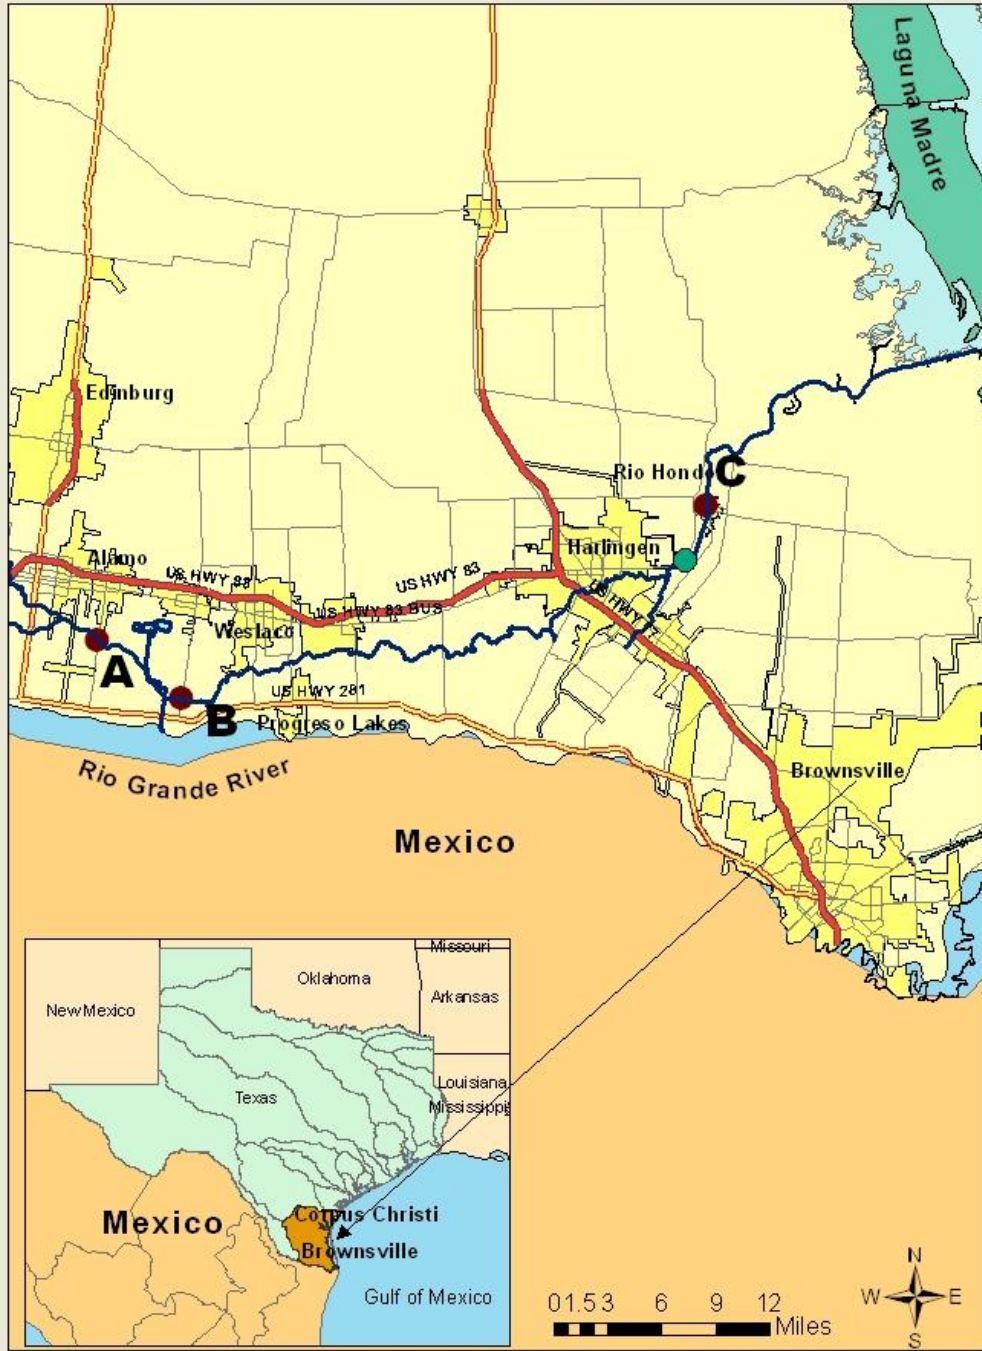 Laguna Madre
Edinburg
Rio Hondo
C
Harlingen
Alamo
US HWY 83
US HWY 83
US HWY 83 BUS
US HWY 77
Weslaco
A
US HWY 281
B
Progreso Lakes
Rio Grande River
Brownsville
Mexico
Missouri
Oklahoma
Arkansas
New Mexico
Louisiana
Mississippi
Texas
Mexico
Corpus Christi
Brownsville
Gulf of Mexico
N
W E
S
0 1.5 3 6 9 12
Miles